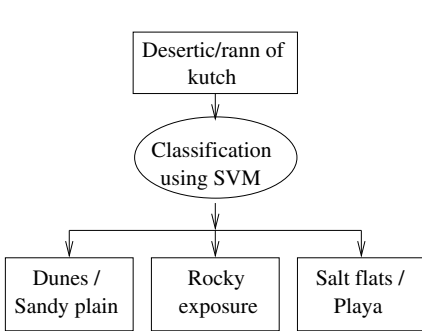 Desertic/rann of
kutch
Classification
using SVM
Dunes /
Sandy plain
Rocky
exposure
Salt flats /
Playa